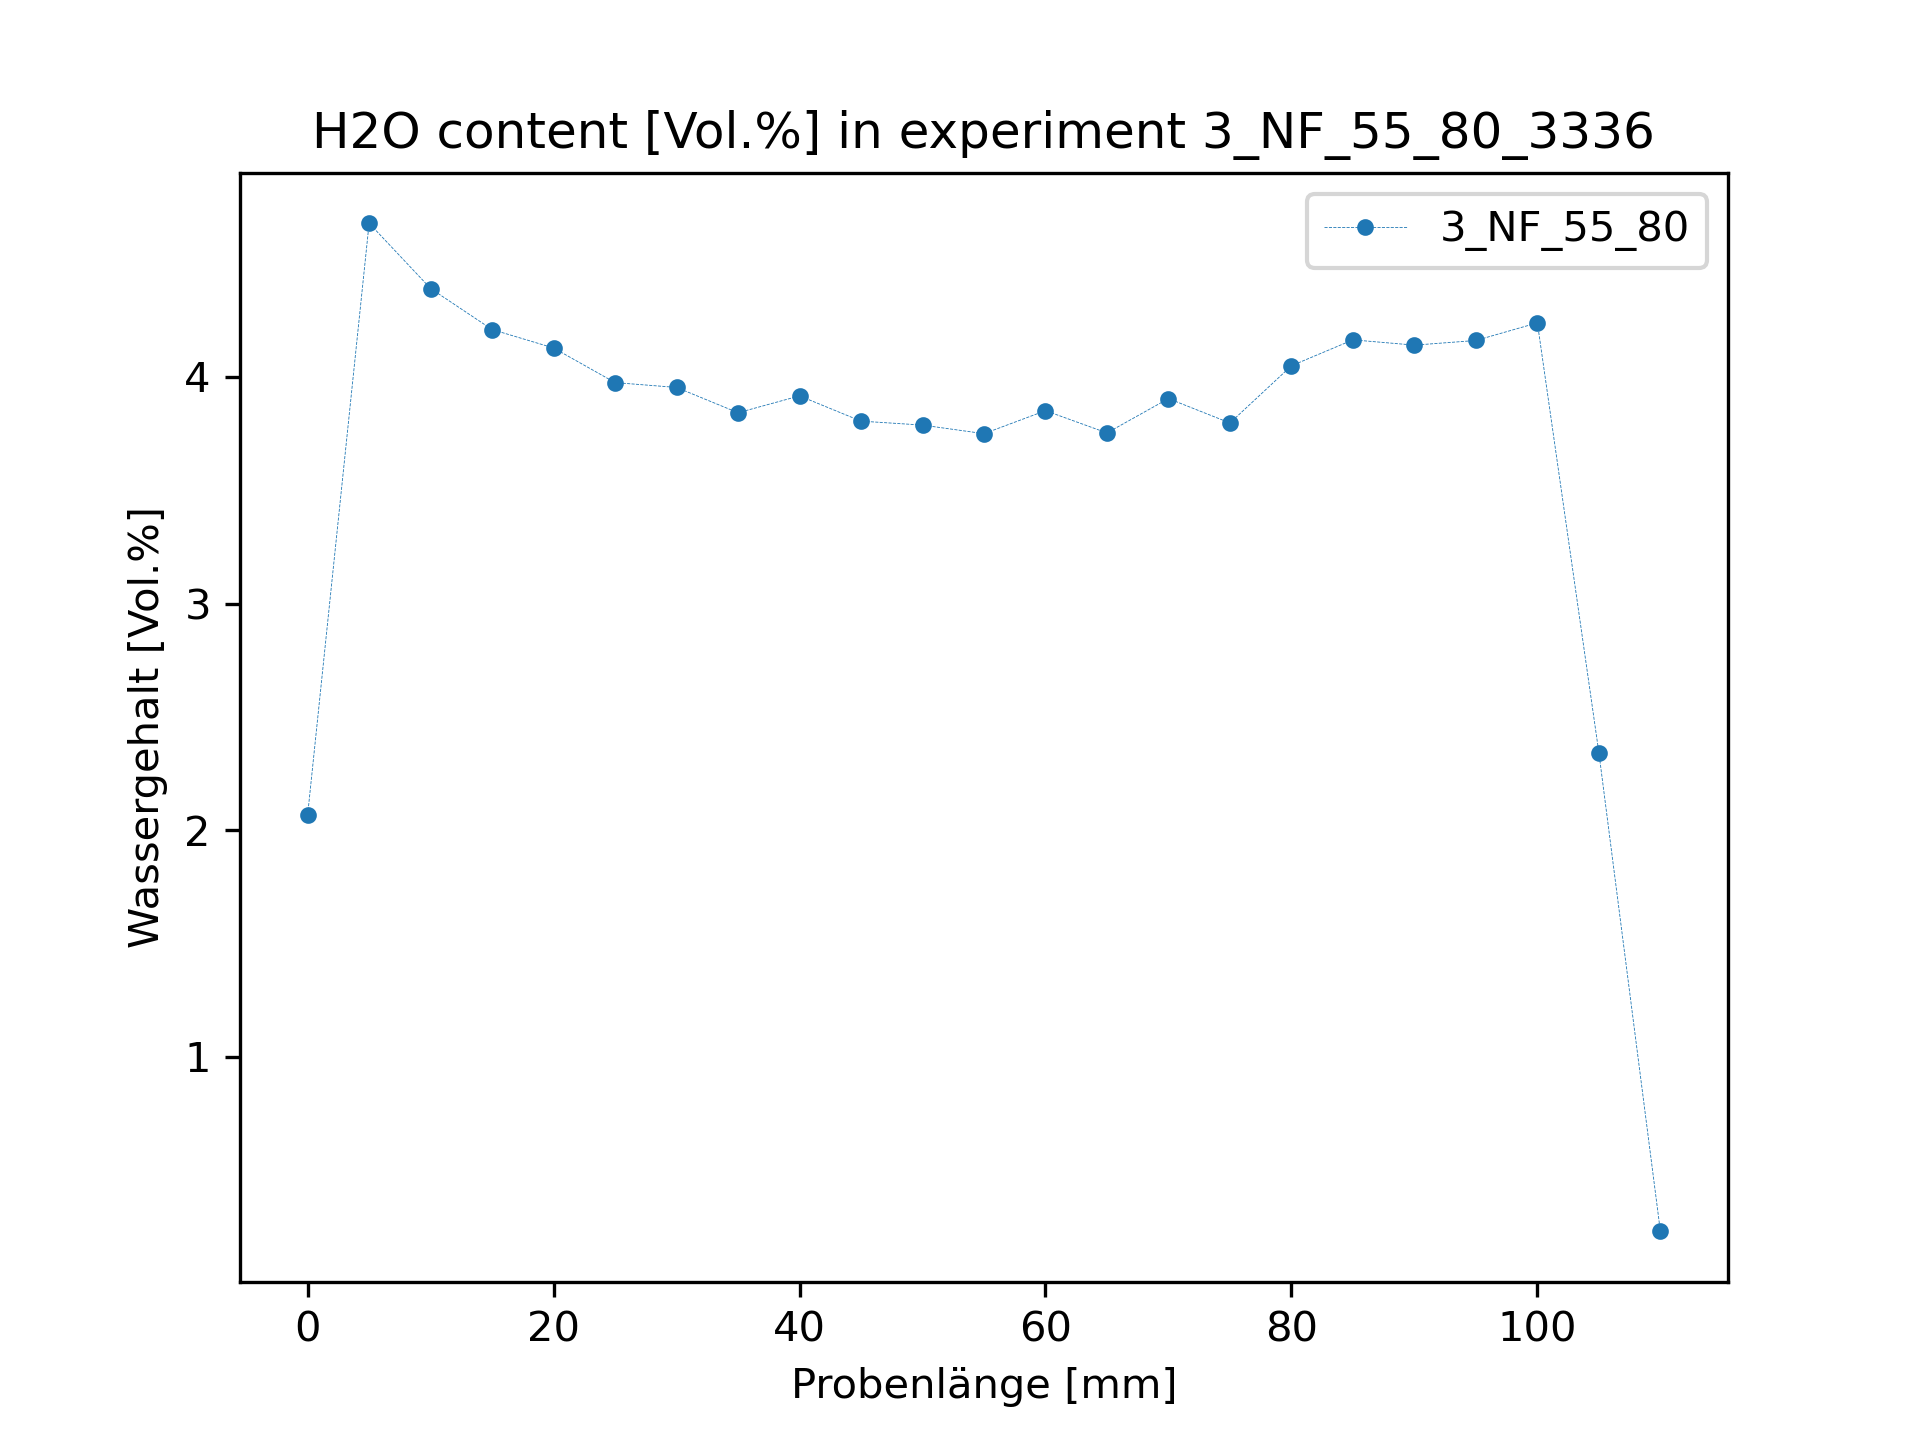 H2O content [Vol.%] in experiment 3_NF_55_80_3336
3_NF_55_80
Wassergehalt [Vol.%]
4
3
2
1
0 20 40 60 80 100
Probenlänge [mm]